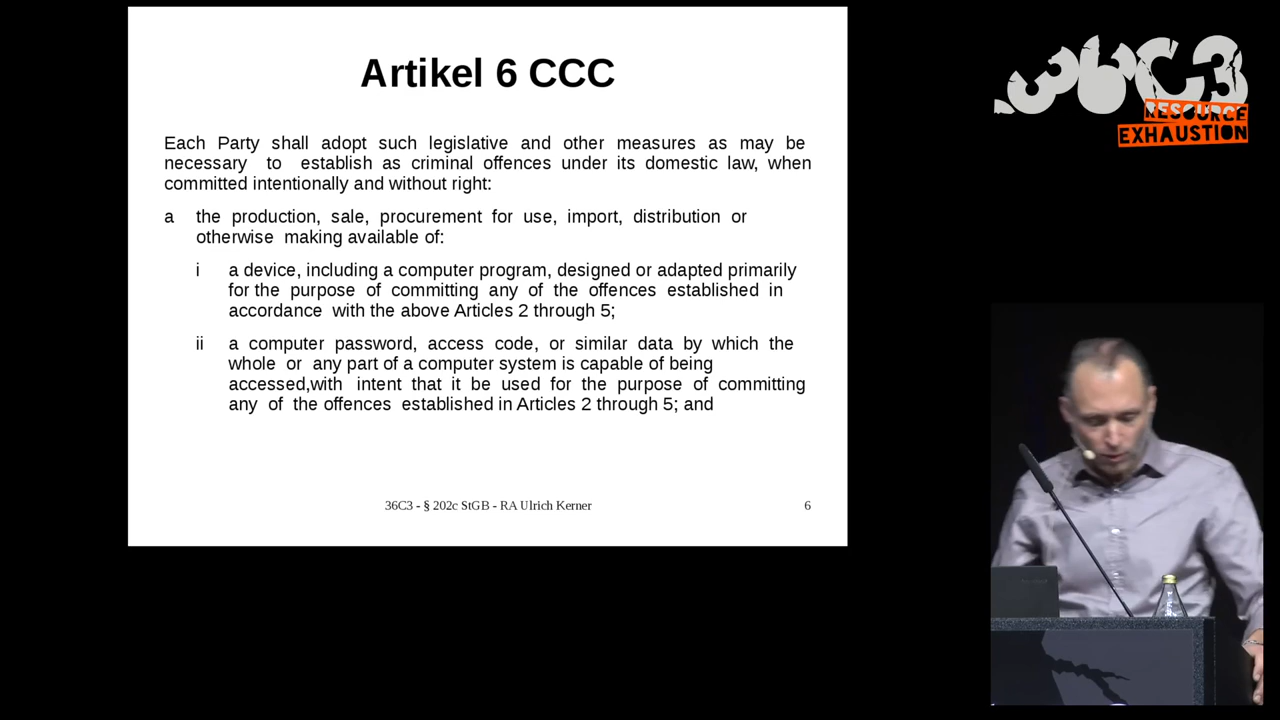 Artikel 6 CCC
Each Party shall adopt such legislative and other measures as may be
necessary to establish as criminal offences under its domestic law, when
committed intentionally and without right:
a the production, sale, procurement for use, import, distribution or
otherwise making available of:
i a device, including a computer program, designed or adapted primarily
for the purpose of committing any of the offences established in
accordance with the above Articles 2 through 5;
ii a computer password, access code, or similar data by which the
whole or any part of a computer system is capable of being
accessed,with intent that it be used for the purpose of committing
any of the offences established in Articles 2 through 5; and
36C3 - § 202c StGB - RA Ulrich Kerner 6
36C3
RESOURCE
EXHAUSTION